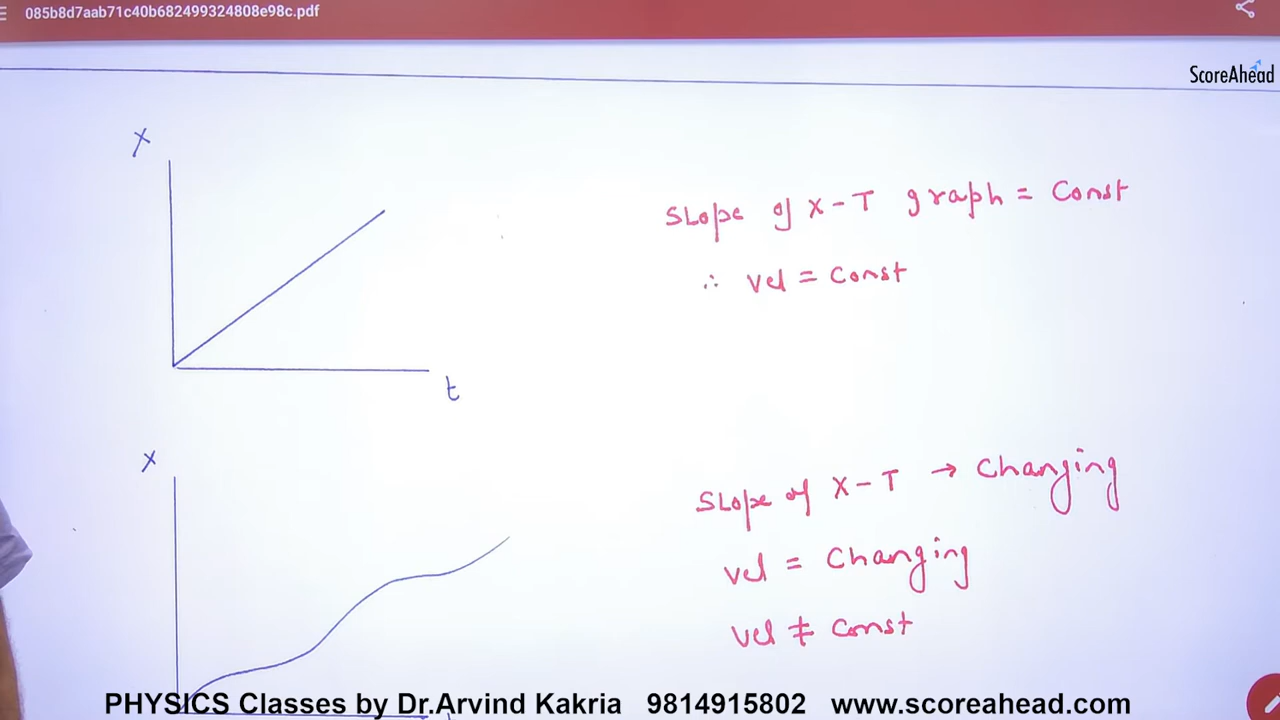 085b8d7aab71c40b682499324808e98c.pdf
ScoreAhead
X
Slope of X-T graph = Const
∴ vel = Const
t
X
Slope of X-T → Changing
vel = Changing
vel ≠ Const
PHYSICS Classes by Dr.Arvind Kakria 9814915802 www.scoreahead.com